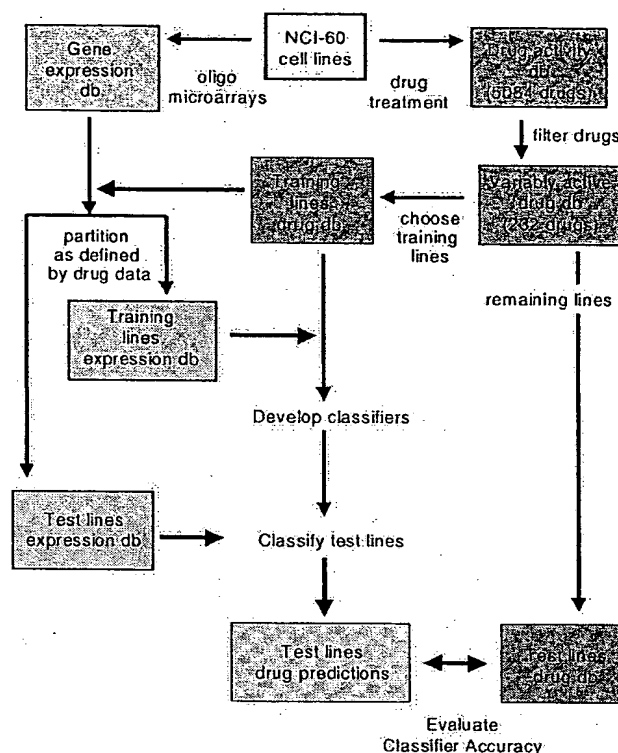 Gene
expression
db.
NCI-60
cell lines
Drug activity
db
(5084 drugs)
oligo
microarrays
drug
treatment
filter drugs
Training
lines
drug db
choose
training
lines
Variably active
drug db
(232 drugs)
partition
as defined
by drug data
remaining lines
Training
lines
expression db
Develop classifiers
Test lines
expression db
Classify test lines
Test lines
drug predictions
Test lines
drug db
Evaluate
Classifier Accuracy